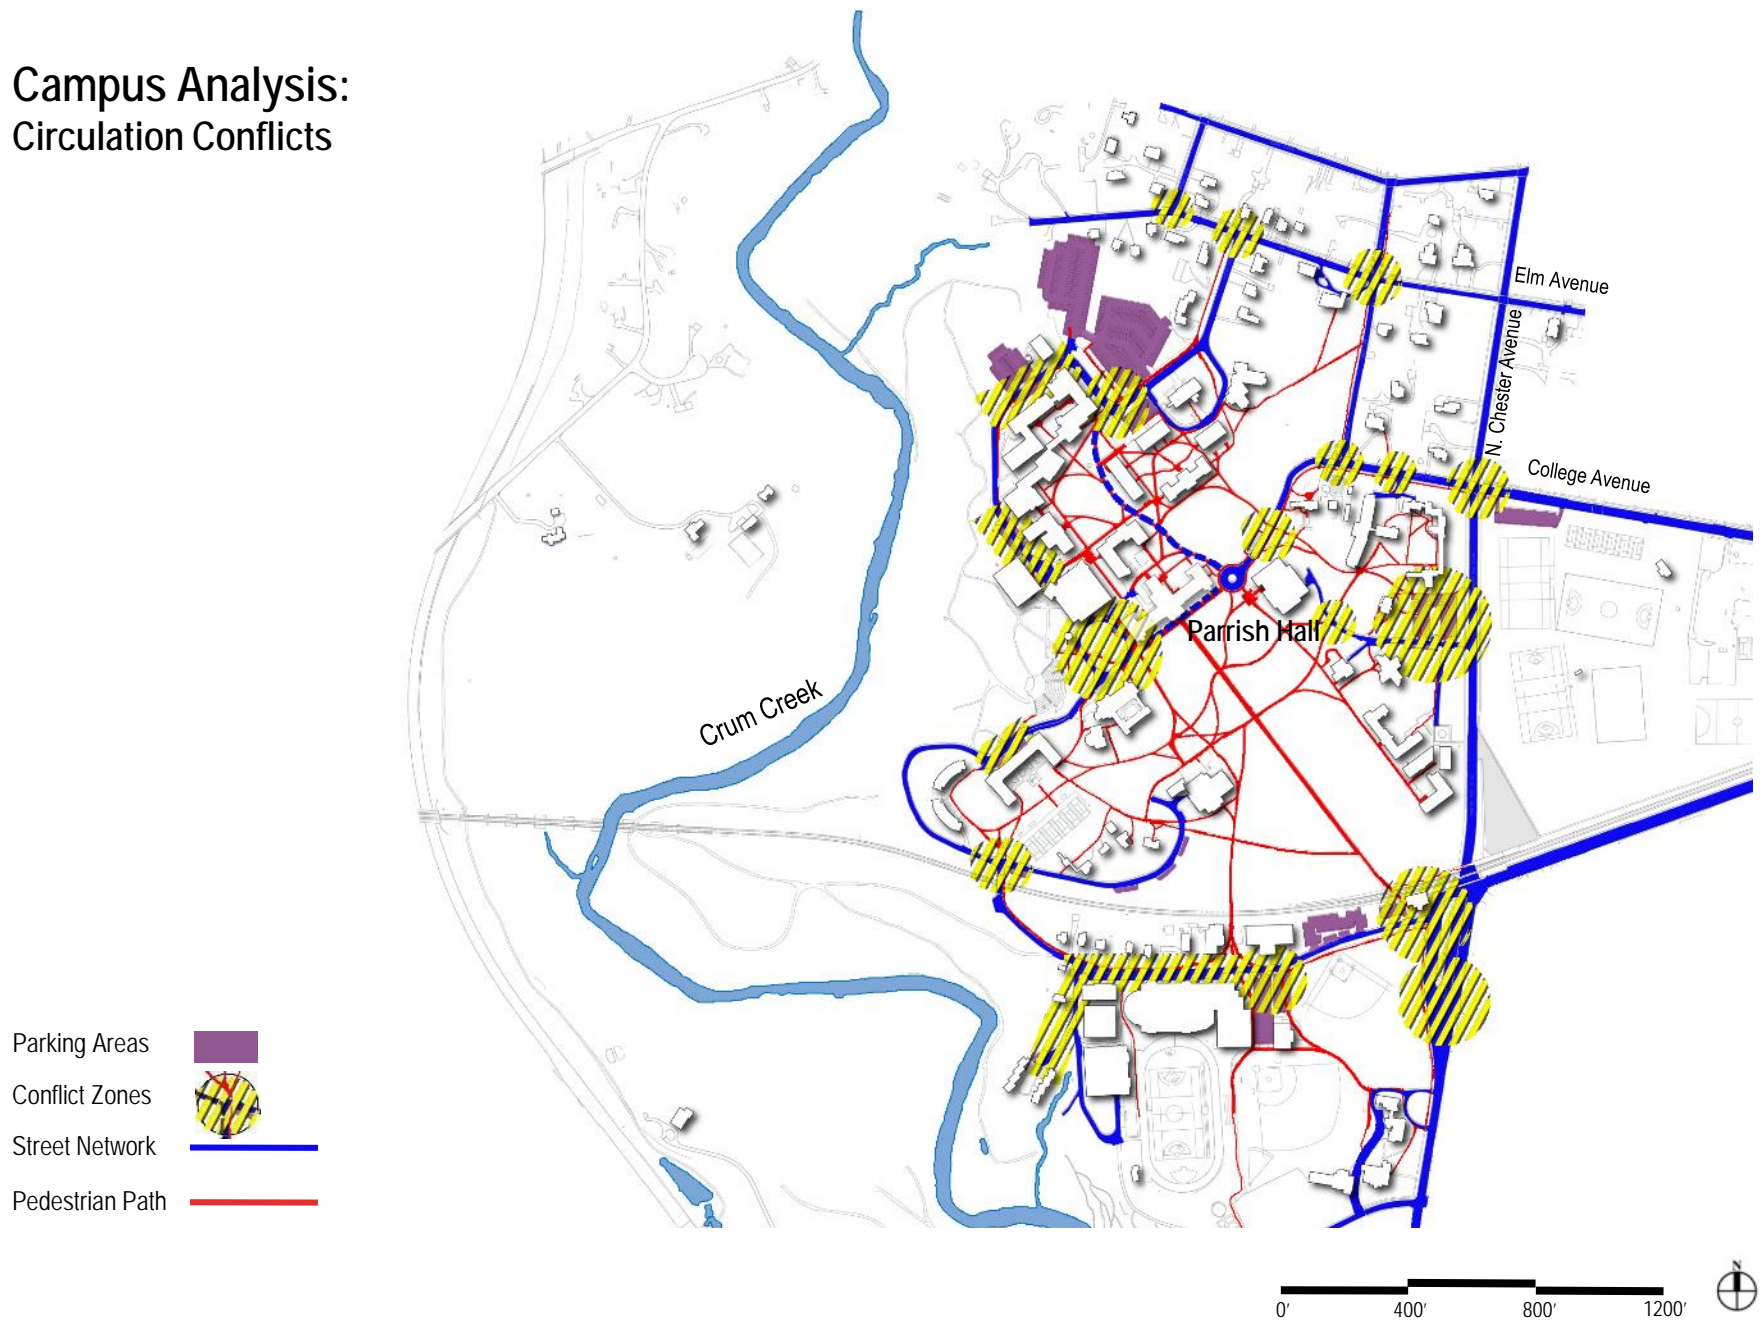 Campus Analysis:
Circulation Conflicts
Elm Avenue
N. Chester Avenue
College Avenue
Parrish Hall
Crum Creek
Parking Areas
Conflict Zones
Street Network
Pedestrian Path
0' 400' 800' 1200'
N